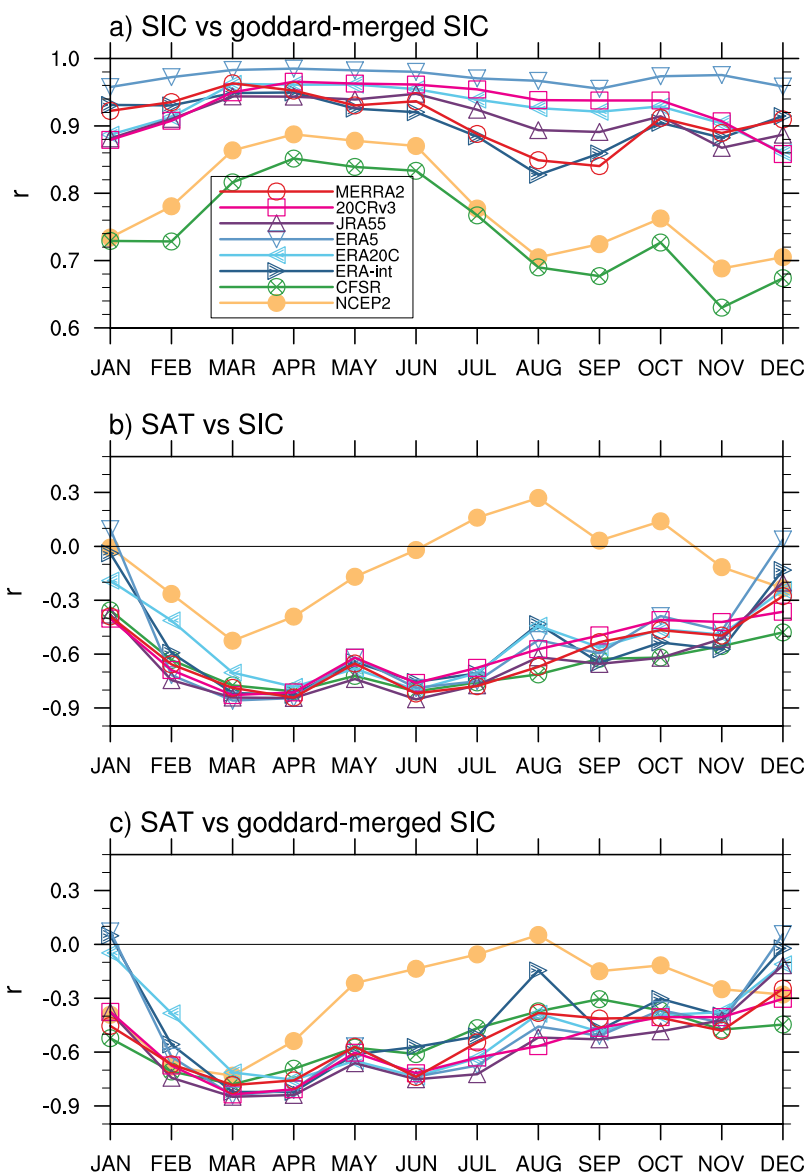 a) SIC vs goddard-merged SIC
1.0
0.9
0.8
0.7
0.6
r
MERRA2
20CRv3
JRA55
ERA5
ERA20C
ERA-int
CFSR
NCEP2
JAN FEB MAR APR MAY JUN JUL AUG SEP OCT NOV DEC
b) SAT vs SIC
0.3
0.0
-0.3
-0.6
-0.9
r
JAN FEB MAR APR MAY JUN JUL AUG SEP OCT NOV DEC
c) SAT vs goddard-merged SIC
0.3
0.0
-0.3
-0.6
-0.9
r
JAN FEB MAR APR MAY JUN JUL AUG SEP OCT NOV DEC